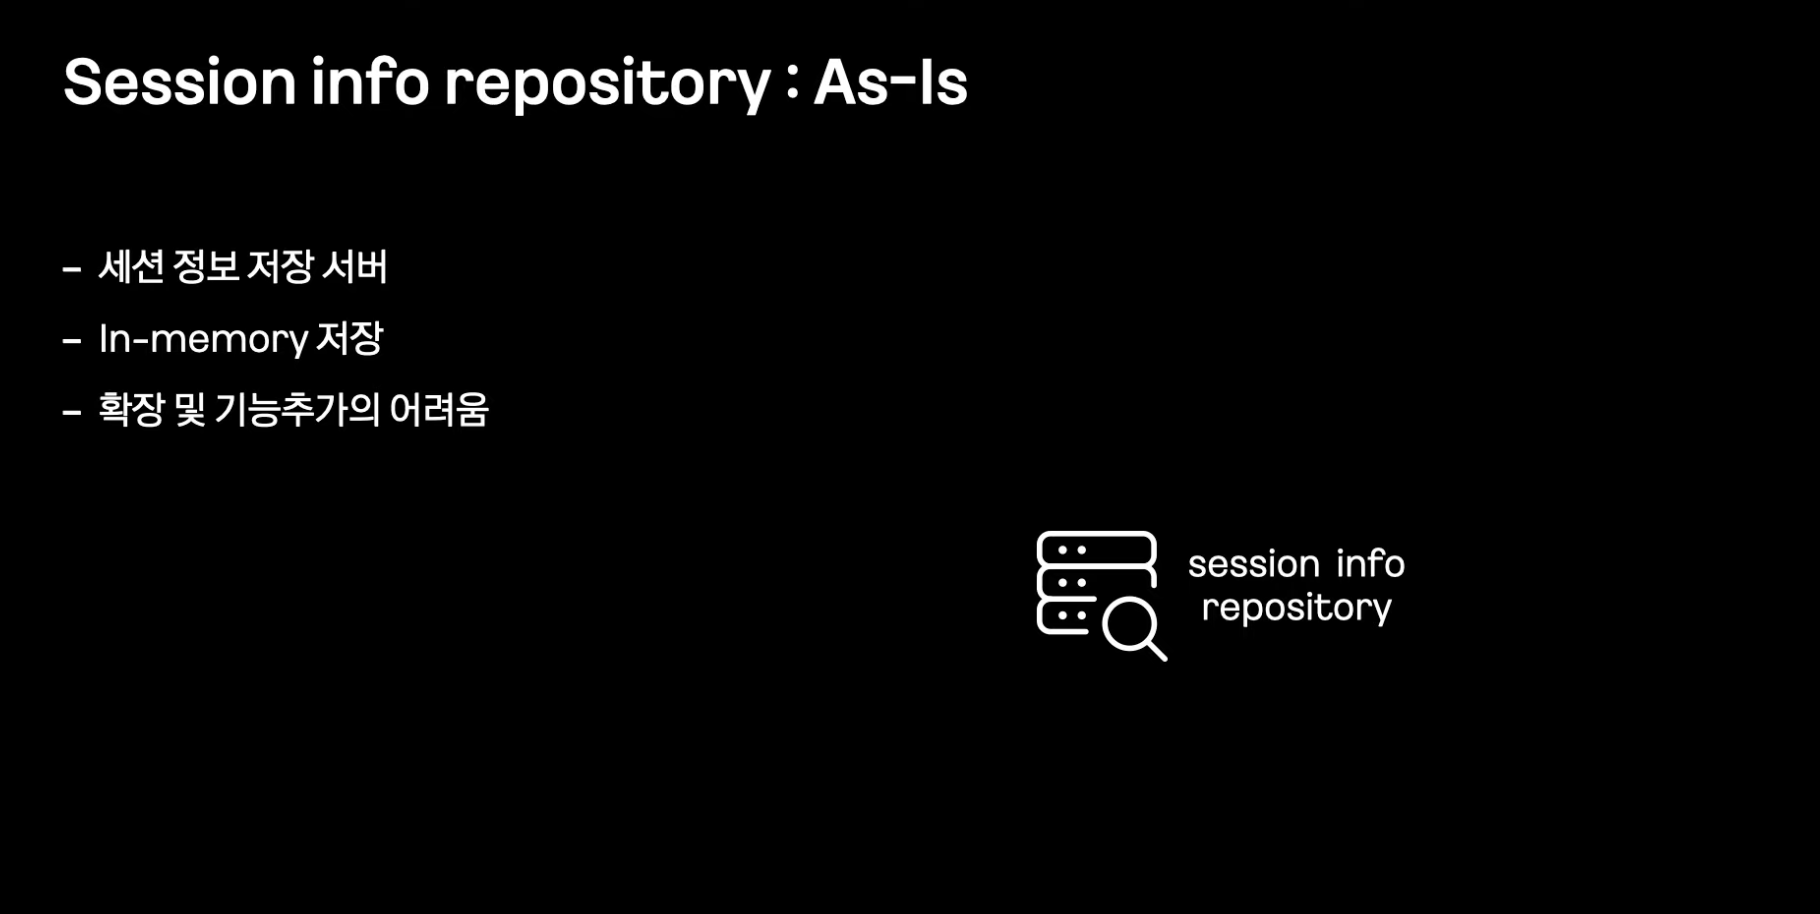 Session info repository : As-Is
- 세션 정보 저장 서버
- In-memory 저장
- 확장 및 기능추가의 어려움
session info
repository